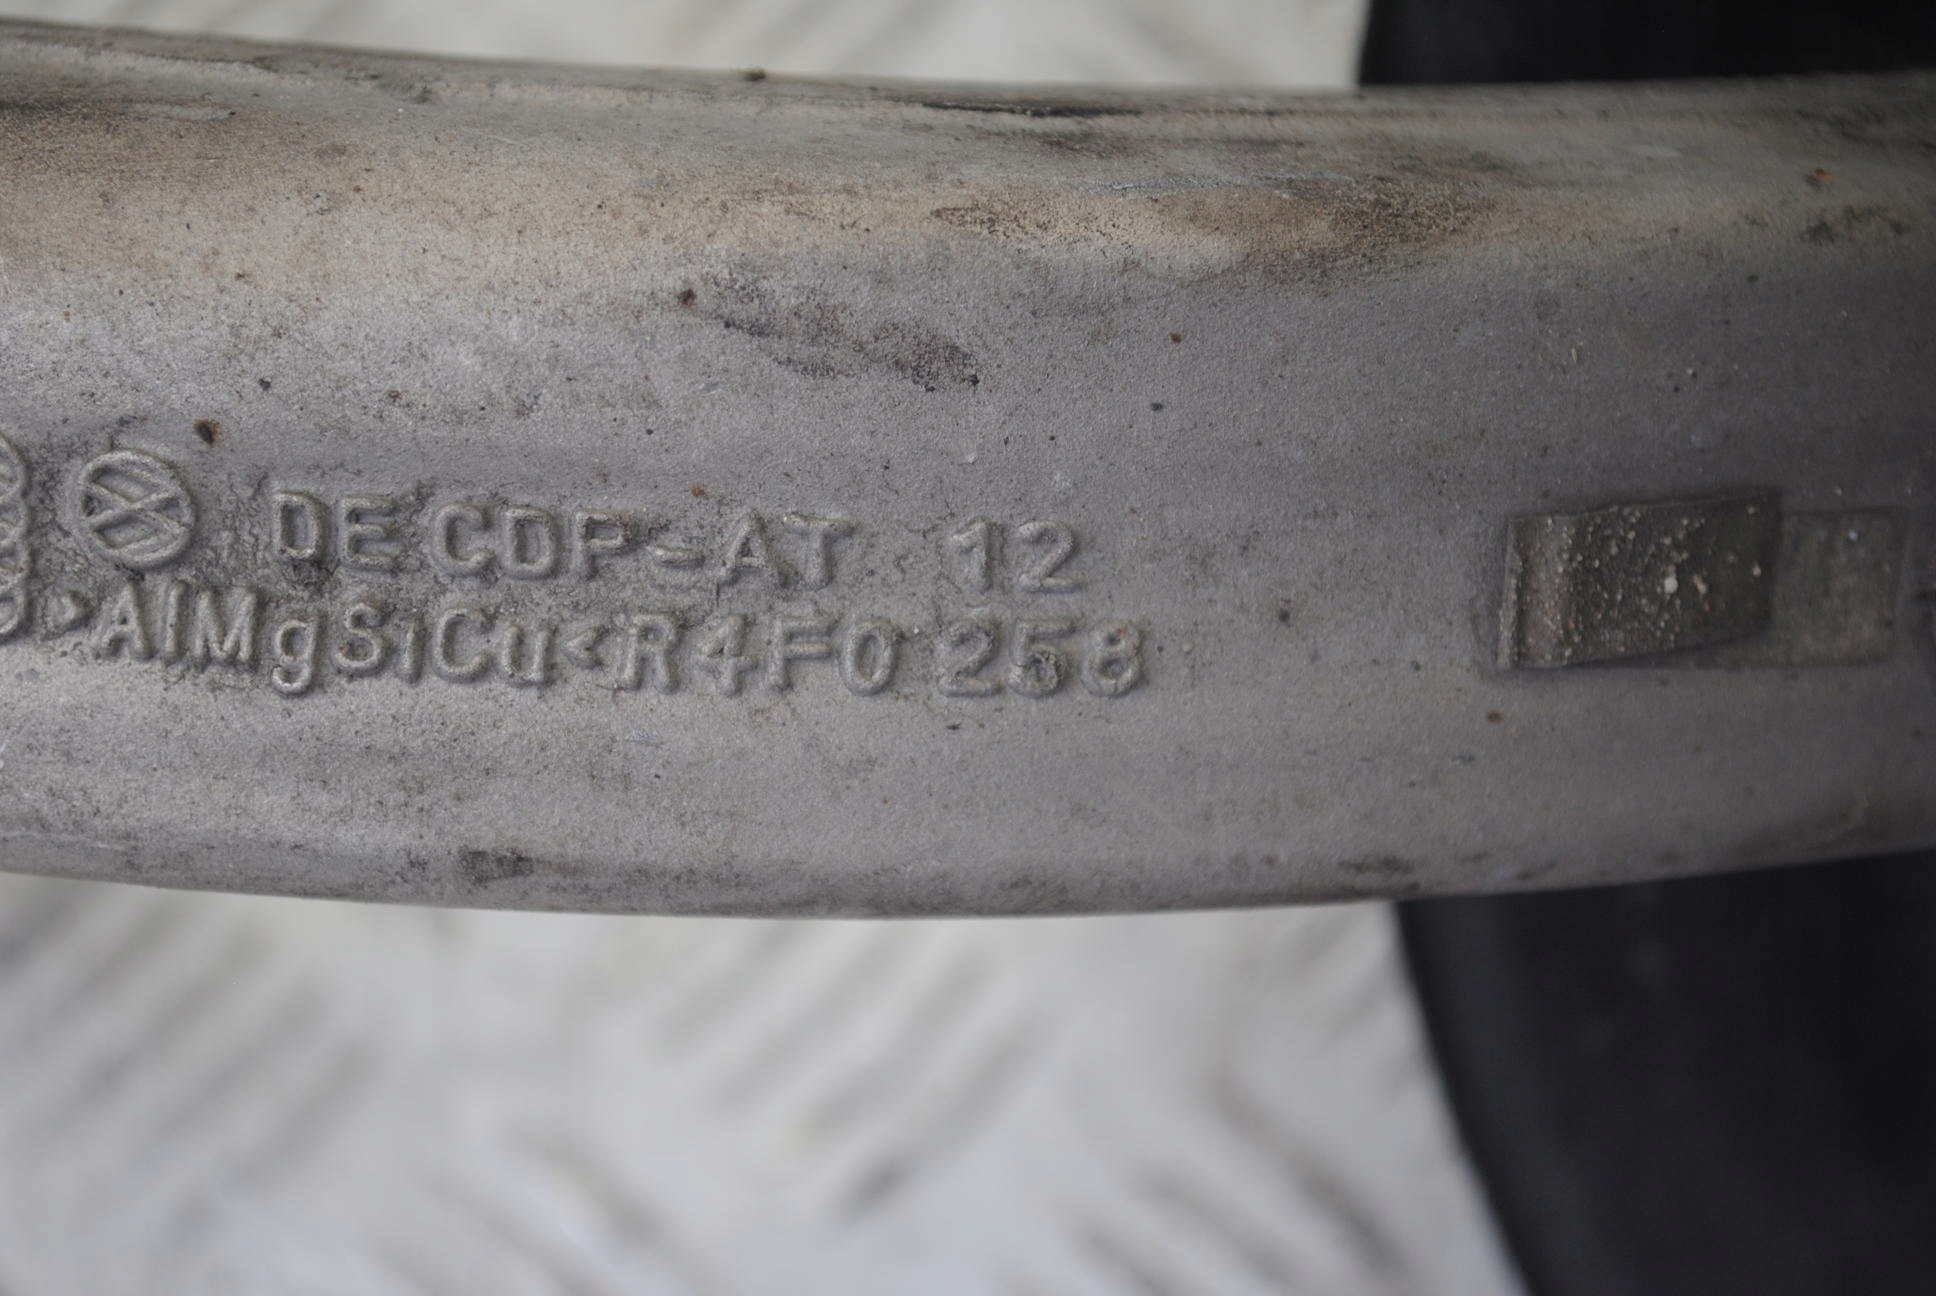 DE CDP-AT 12
>AlMgSiCu<R4F0 258